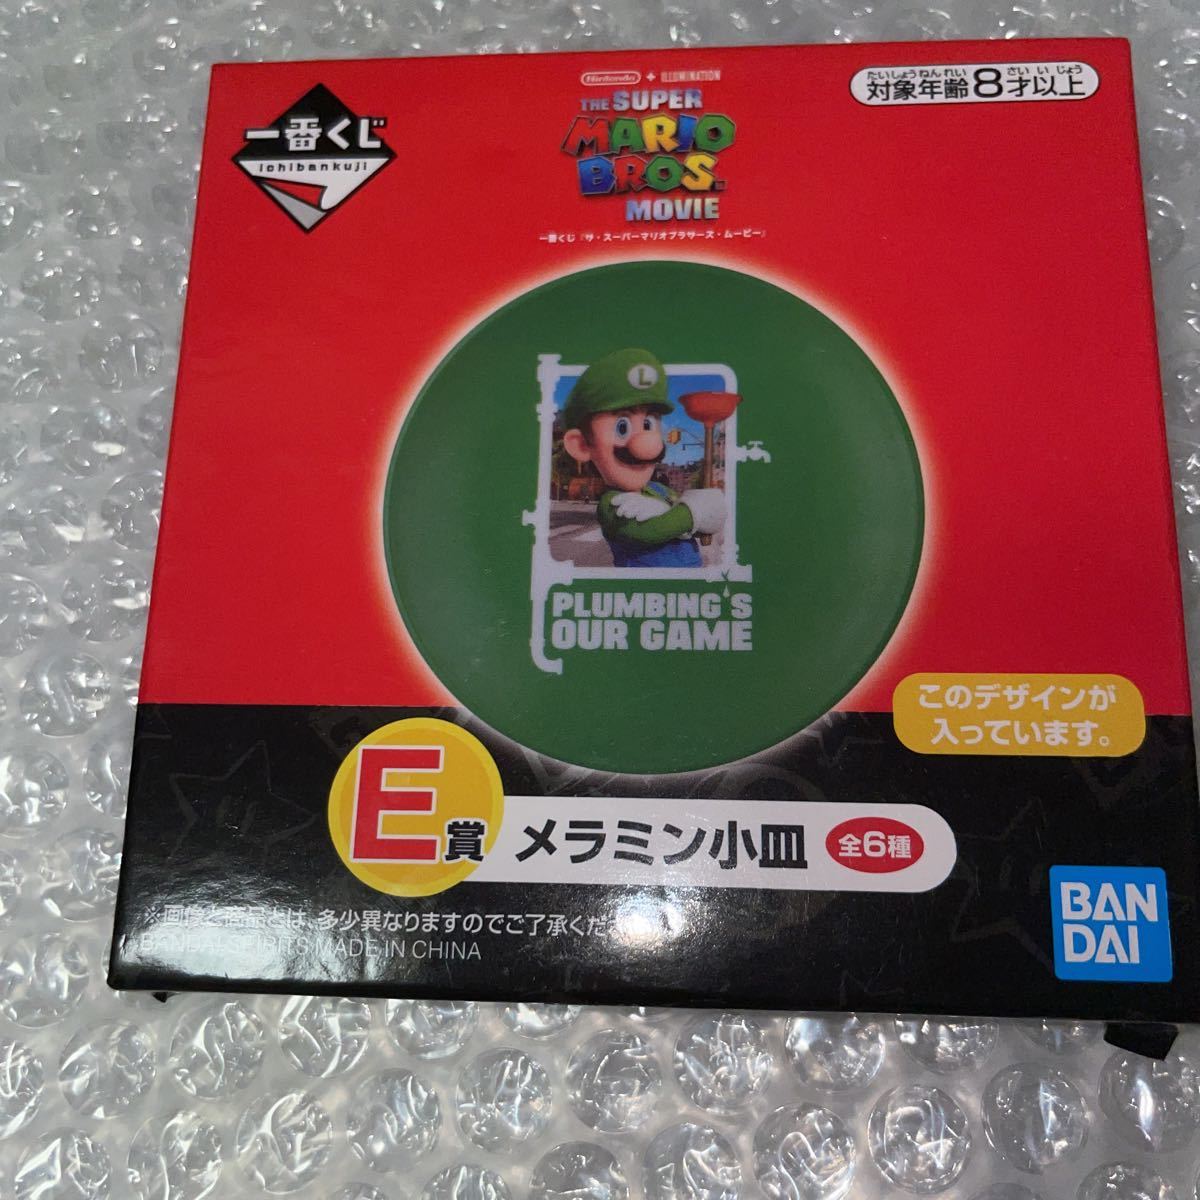 一番くじ
ichibankuji
Nintendo + ILLUMINATION
THE SUPER
MARIO
BROS.
MOVIE
一番くじ『ザ・スーパーマリオブラザーズ・ムービー』
たいしょうねんれい さい いじょう
対象年齢8才以上
L
PLUMBING'S
OUR GAME
このデザインが
入っています。
E賞 メラミン小皿 全6種
※画像と商品とは、多少異なりますのでご了承くだ
BANDAI SPIRITS MADE IN CHINA
BAN
DAI